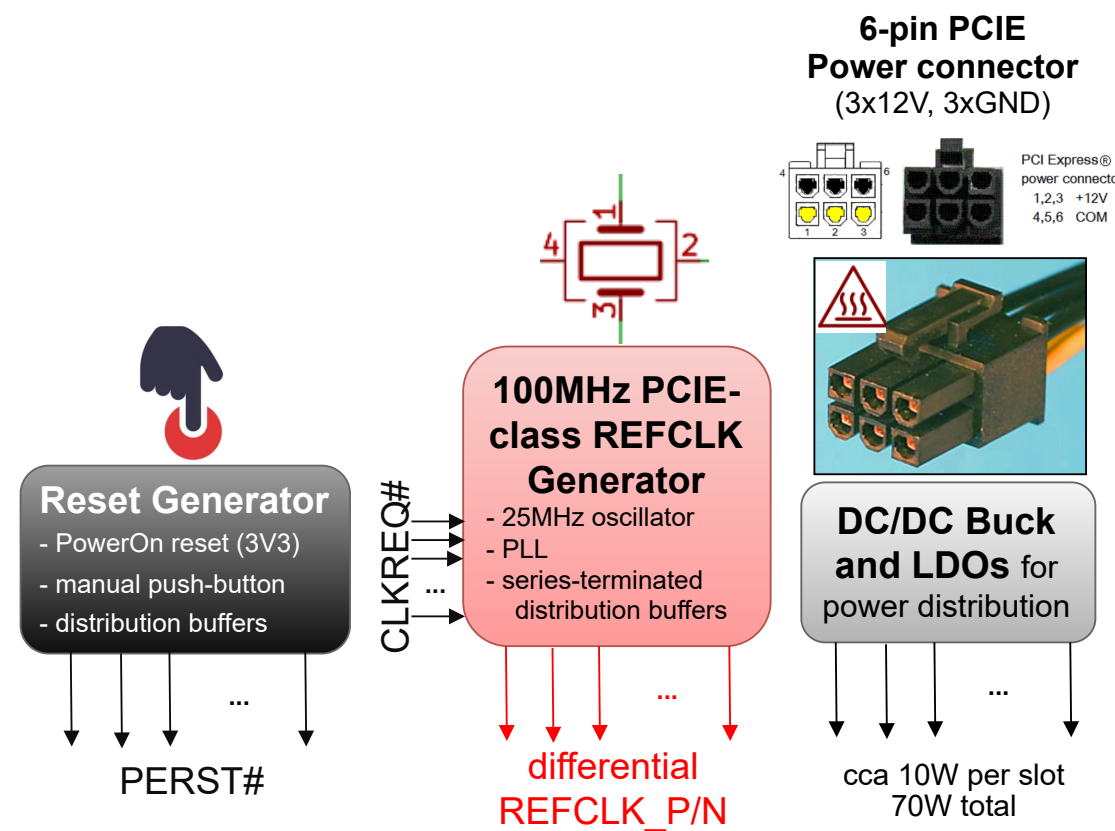 6-pin PCIE
Power connector
(3x12V, 3xGND)
4
6
1 2 3
PCI Express®
power connecto
1,2,3 +12V
4,5,6 COM
1
4
2
3
Reset Generator
- PowerOn reset (3V3)
- manual push-button
- distribution buffers
...
PERST#
CLKREQ#
...
100MHz PCIE-
class REFCLK
Generator
- 25MHz oscillator
- PLL
- series-terminated
distribution buffers
...
differential
REFCLK_P/N
DC/DC Buck
and LDOs for
power distribution
...
cca 10W per slot
70W total